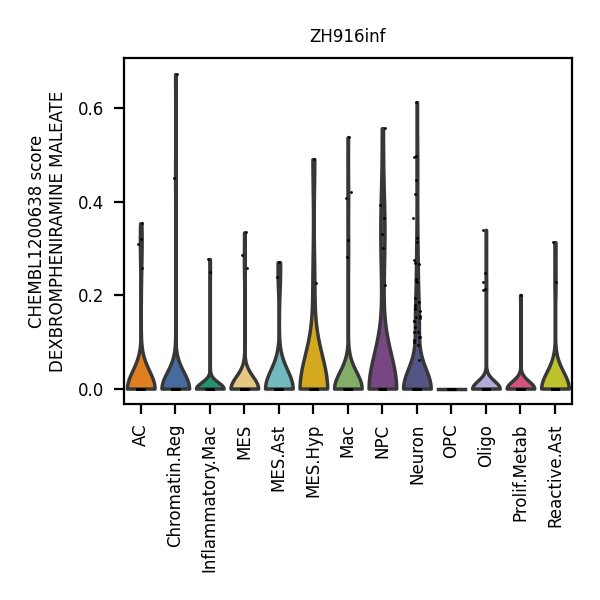 ZH916inf
CHEMBL1200638 score
DEXBROMPHENIRAMINE MALEATE
0.6
0.4
0.2
0.0
AC
Chromatin.Reg
Inflammatory.Mac
MES
MES.Ast
MES.Hyp
Mac
NPC
Neuron
OPC
Oligo
Prolif.Metab
Reactive.Ast